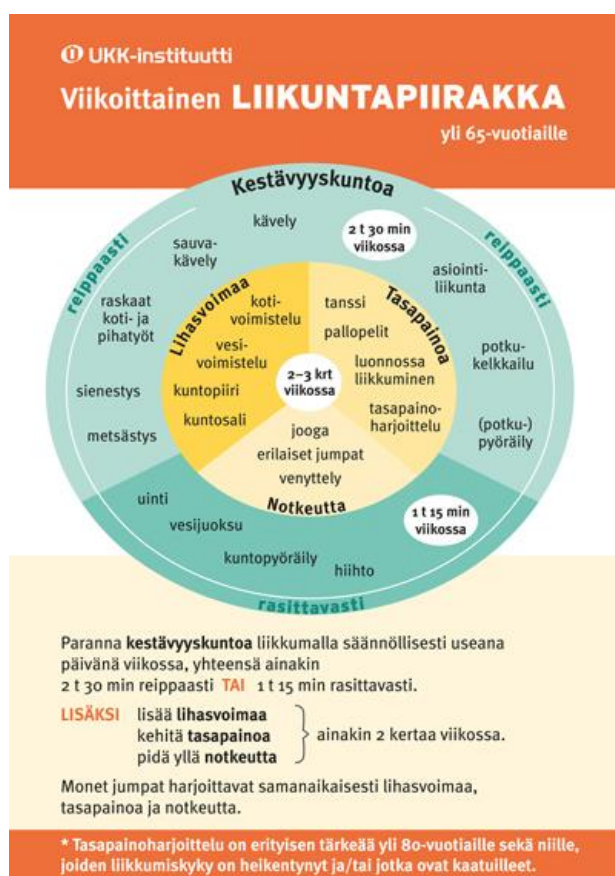 UKK-instituutti
Viikoittainen LIIKUNTAPIIRAKKA
yli 65-vuotiaille
Kestävyyskuntoa
reippaasti
reippaasti
kävely
2 t 30 min
viikossa
sauva-
kävely
asiointi-
liikunta
raskaat
koti- ja
pihatyöt
potku-
kelkkailu
sienestys
metsästys
(potku-)
pyöräily
Lihasvoimaa
koti-
voimistelu
vesi-
voimistelu
kuntopiiri
kuntosali
Tasapainoa
tanssi
pallopelit
luonnossa
liikkuminen
tasapaino-
harjoittelu
2–3 krt
viikossa
jooga
erilaiset jumpat
venyttely
Notkeutta
uinti
vesijuoksu
kuntopyöräily
hiihto
1 t 15 min
viikossa
rasittavasti
Paranna kestävyyskuntoa liikkumalla säännöllisesti useana
päivänä viikossa, yhteensä ainakin
2 t 30 min reippaasti TAI 1 t 15 min rasittavasti.
LISÄKSI lisää lihasvoimaa
kehitä tasapainoa
pidä yllä notkeutta
ainakin 2 kertaa viikossa.
Monet jumpat harjoittavat samanaikaisesti lihasvoimaa,
tasapainoa ja notkeutta.
* Tasapainoharjoittelu on erityisen tärkeää yli 80-vuotiaille sekä niille,
joiden liikkumiskyky on heikentynyt ja/tai jotka ovat kaatuilleet.